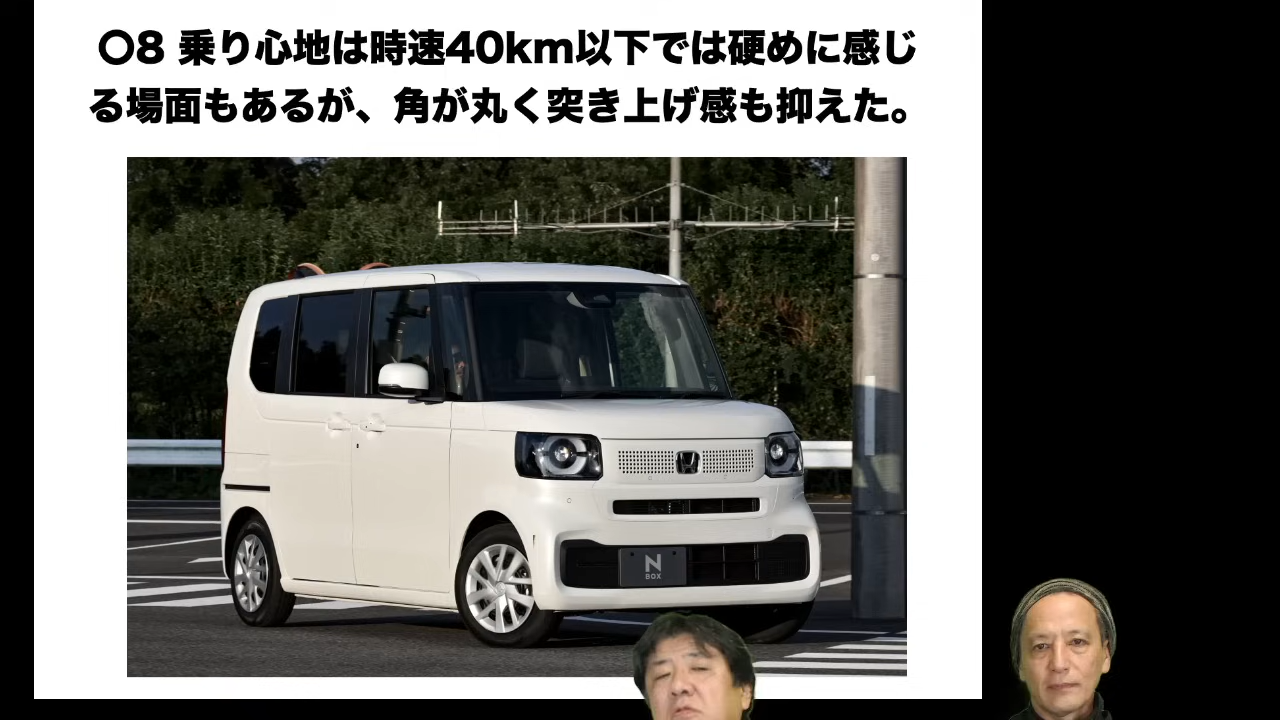 〇8 乗り心地は時速40km以下では硬めに感じ
る場面もあるが、角が丸く突き上げ感も抑えた。
N
BOX